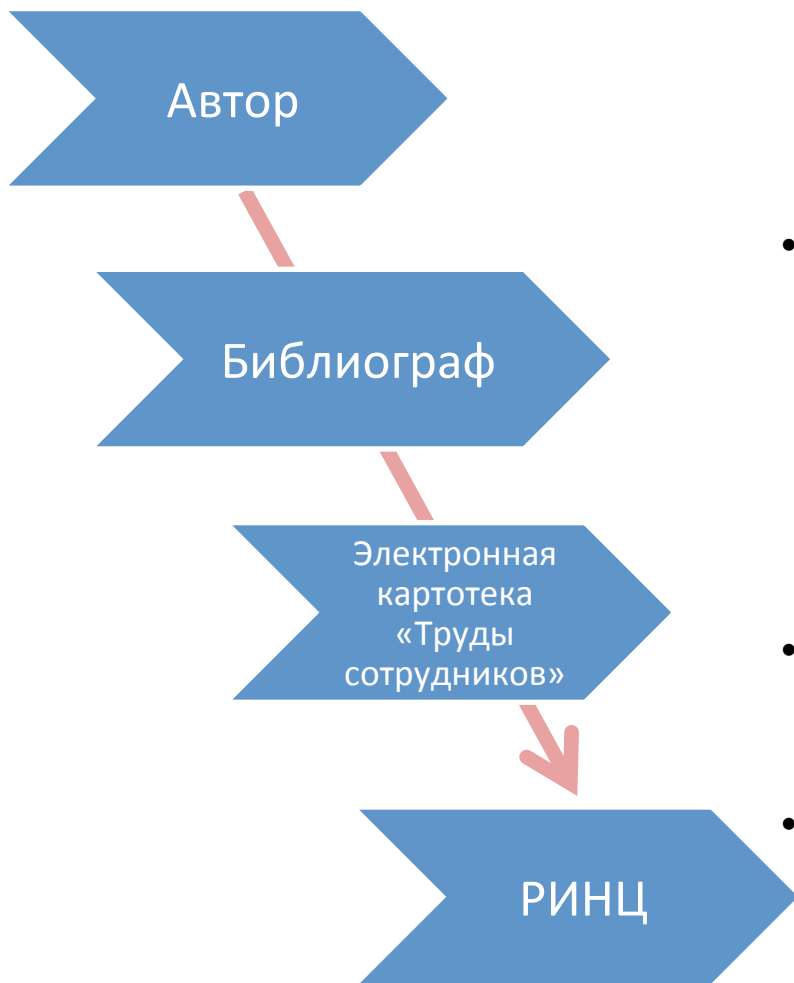 Автор
Библиограф
Электронная
картотека
«Труды
сотрудников»
РИНЦ